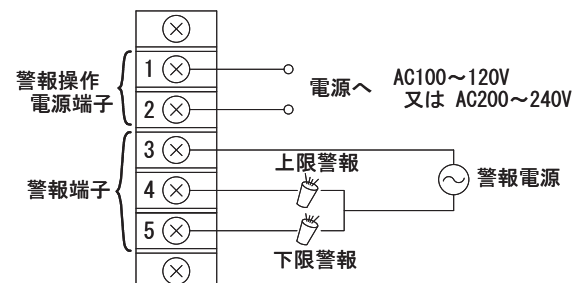 警報操作
電源端子
1
2
電源へ
AC100～120V
又は AC200～240V
警報端子
3
4
5
上限警報
下限警報
警報電源